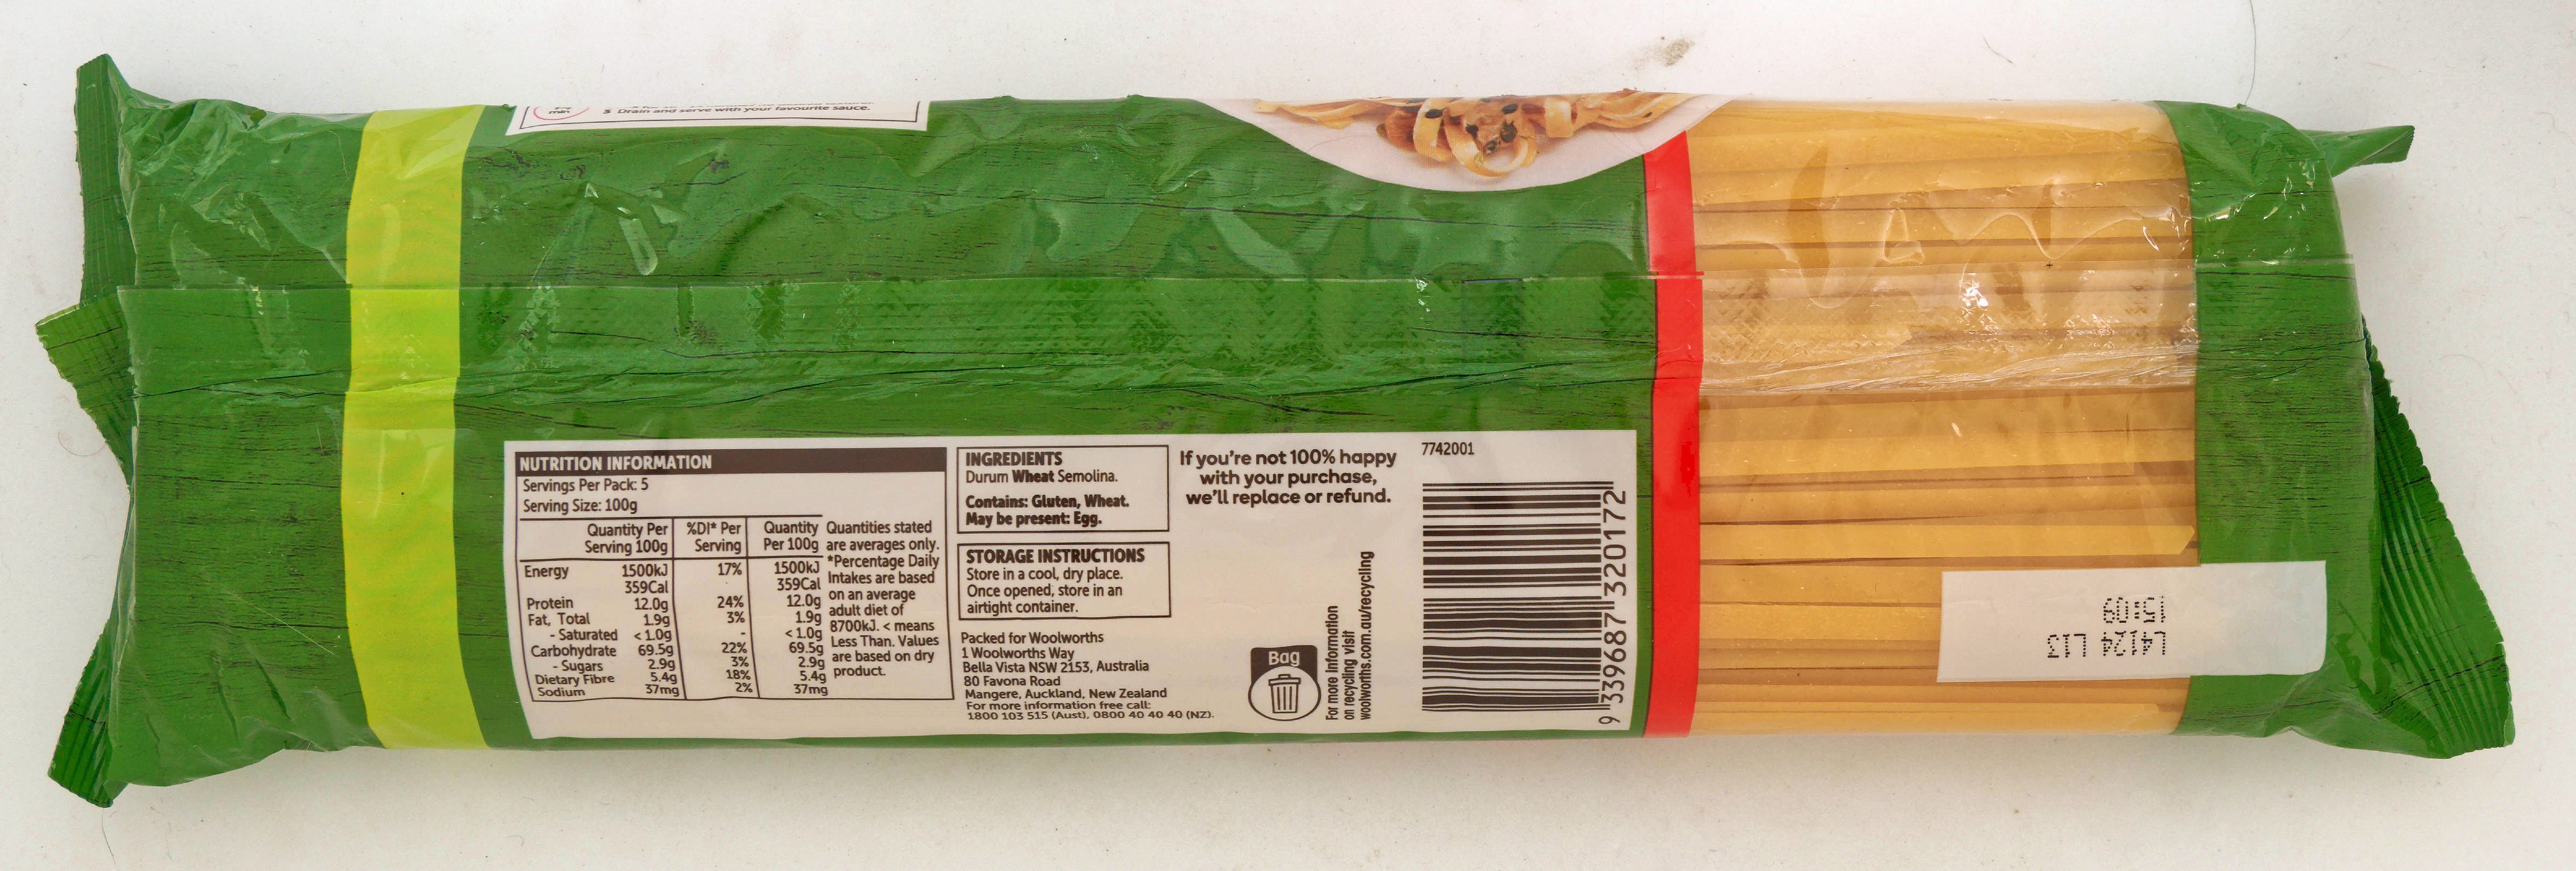 min
5 Drain and serve with your favourite sauce.
NUTRITION INFORMATION
Servings Per Pack: 5
Serving Size: 100g
Quantity Per Serving 100g %DI* Per Serving Quantity Per 100g
Energy 1500kJ 17% 1500kJ
359Cal - 359Cal
Protein 12.0g 24% 12.0g
Fat, Total 1.9g 3% 1.9g
- Saturated < 1.0g - < 1.0g
Carbohydrate 69.5g 22% 69.5g
- Sugars 2.9g 3% 2.9g
Dietary Fibre 5.4g 18% 5.4g
Sodium 37mg 2% 37mg
Quantities stated
are averages only.
*Percentage Daily
Intakes are based
on an average
adult diet of
8700kJ. < means
Less Than. Values
are based on dry
product.
INGREDIENTS
Durum Wheat Semolina.
Contains: Gluten, Wheat.
May be present: Egg.
STORAGE INSTRUCTIONS
Store in a cool, dry place.
Once opened, store in an
airtight container.
Packed for Woolworths
1 Woolworths Way
Bella Vista NSW 2153, Australia
80 Favona Road
Mangere, Auckland, New Zealand
For more information free call:
1800 103 515 (Aust), 0800 40 40 40 (NZ).
If you're not 100% happy
with your purchase,
we'll replace or refund.
Bag
For more information
on recycling visit
woolworths.com.au/recycling
7742001
9 339687 320172
L4124 L13
15:09